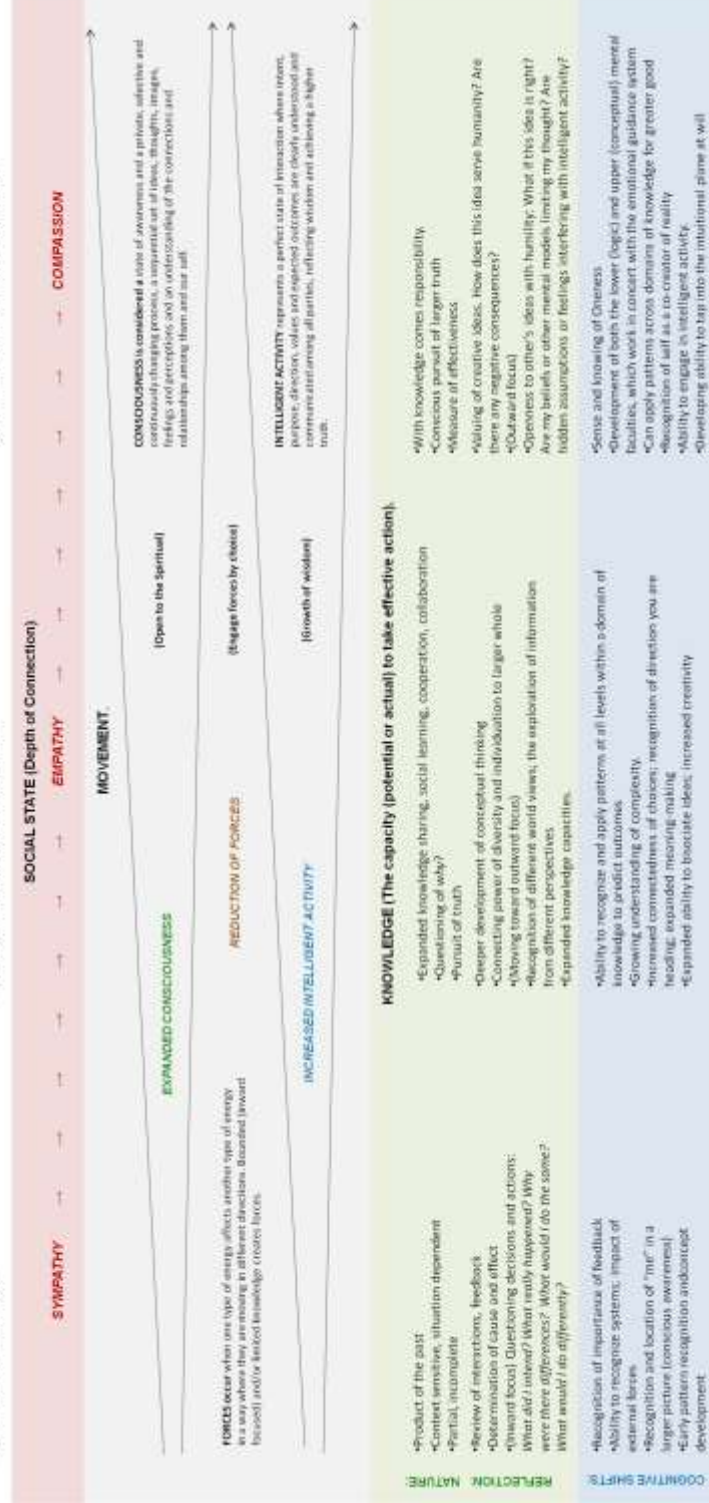 SOCIAL STATE (Depth of Connection)
SYMPATHY → → → → → → EMPATHY → → → → → → COMPASSION
MOVEMENT.
EXPANDED CONSCIOUSNESS
(Open to the Spiritual)
CONSCIOUSNESS is considered a state of awareness and a private, selective and
continuously changing process, a sequential set of ideas, thoughts, images,
feelings and perceptions and an understanding of the connections and
relationships among them and our self.
FORCES occur when one type of energy affects another type of energy
in a way where they are moving in different directions. Bounded (inward
focused) and/or limited knowledge creates forces.
REDUCTION OF FORCES
(Engage forces by choice)
INCREASED INTELLIGENT ACTIVITY
(Growth of wisdom)
INTELLIGENT ACTIVITY represents a perfect state of interaction where intent,
purpose, direction, values and expected outcomes are clearly understood and
communicated among all parties, reflecting wisdom and achieving a higher
truth.
KNOWLEDGE (The capacity (potential or actual) to take effective action).
NATURE:
•Product of the past
•Context sensitive, situation dependent
•Partial, incomplete
•Expanded knowledge sharing, social learning, cooperation, collaboration
•Questioning of why?
•Pursuit of truth
•With knowledge comes responsibility.
•Conscious pursuit of larger truth
•Measure of effectiveness
REFLECTION:
•Review of interactions, feedback
•Determination of cause and effect
•(Inward focus) Questioning decisions and actions:
What did I intend? What really happened? Why
were there differences? What would I do the same?
What would I do differently?
•Deeper development of conceptual thinking
•Connecting power of diversity and individuation to larger whole
•(Moving toward outward focus)
•Recognition of different world views; the exploration of information
from different perspectives
•Expanded knowledge capacities.
•Valuing of creative ideas. How does this idea serve humanity? Are
there any negative consequences?
•(Outward focus)
•Openness to other's ideas with humility: What if this idea is right?
Are my beliefs or other mental models limiting my thought? Are
hidden assumptions or feelings interfering with intelligent activity?
COGNITIVE SHIFTS:
•Recognition of importance of feedback
•Ability to recognize systems; impact of
external forces
•Recognition and location of "me" in a
larger picture (conscious awareness)
•Early pattern recognition andconcept
development
•Ability to recognize and apply patterns at all levels within a domain of
knowledge to predict outcomes
•Growing understanding of complexity.
•Increased connectedness of choices; recognition of direction you are
heading; expanded meaning-making
•Expanded ability to bisociate ideas; increased creativity
•Sense and knowing of Oneness
•Development of both the lower (logic) and upper (conceptual) mental
faculties, which work in concert with the emotional guidance system
•Can apply patterns across domains of knowledge for greater good
•Recognition of self as a co-creator of reality
•Ability to engage in intelligent activity.
•Developing ability to tap into the intuitional plane at will